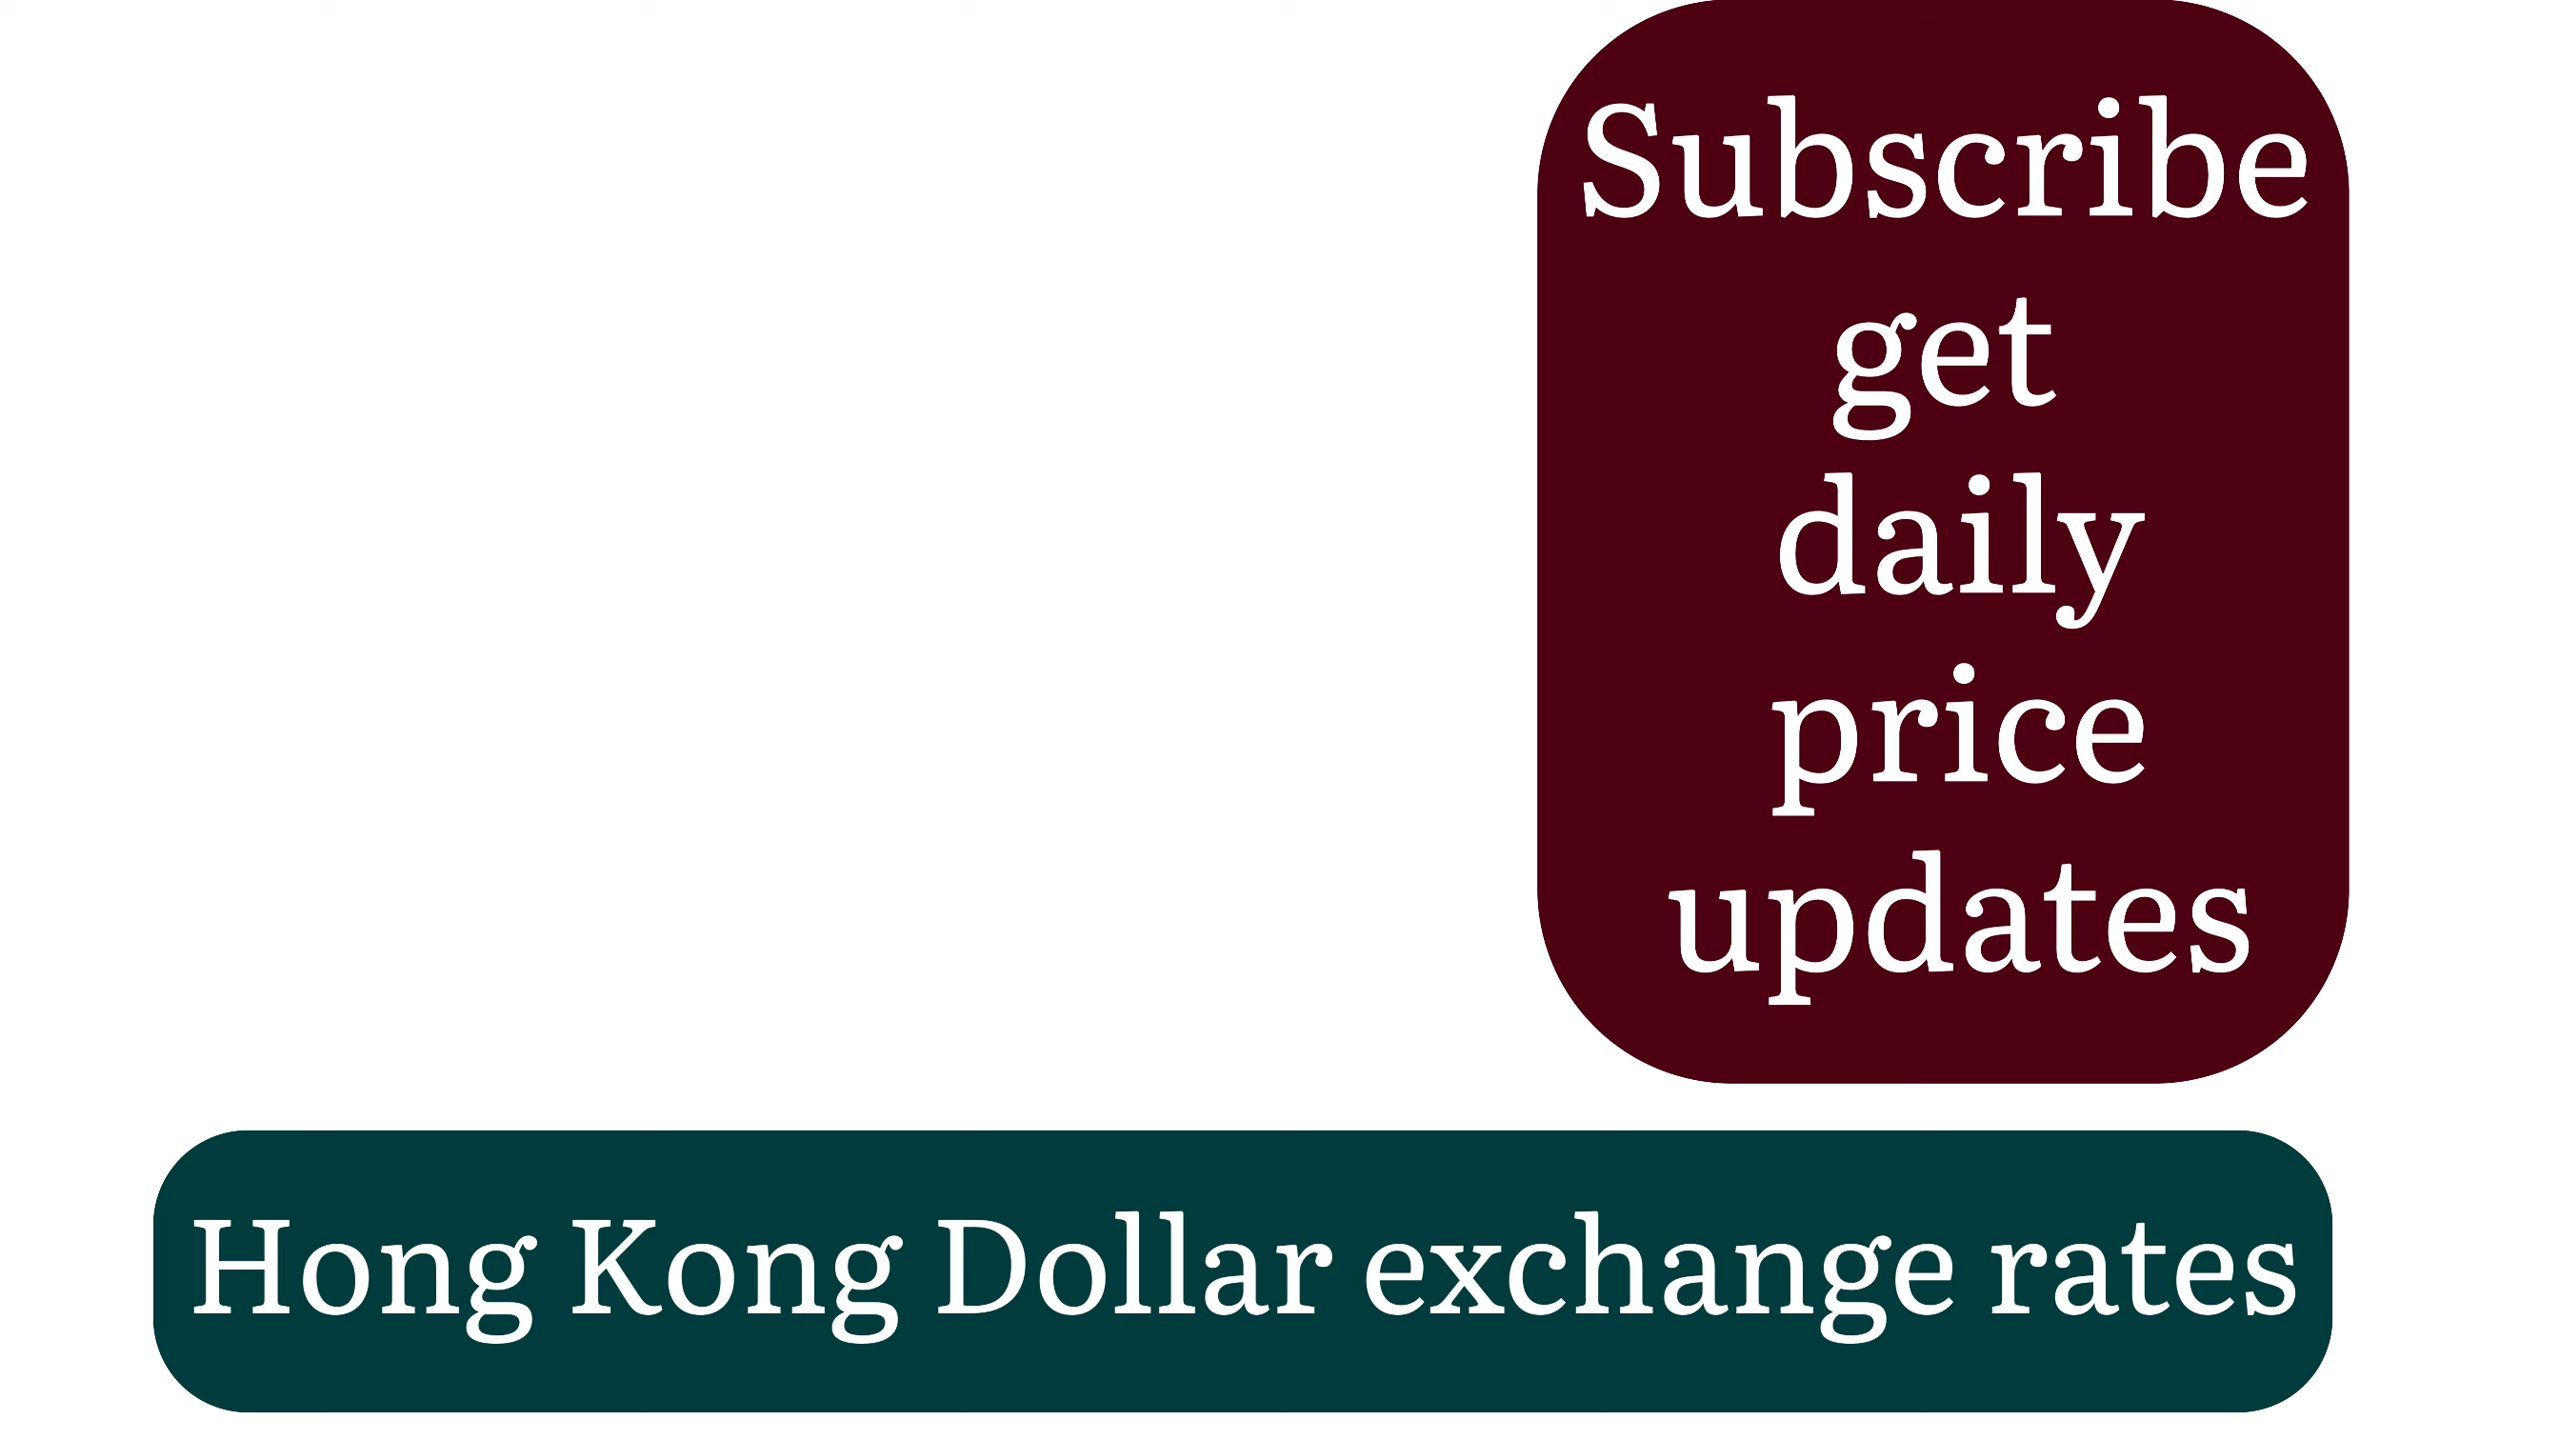 Subscribe
get
daily
price
updates
Hong Kong Dollar exchange rates